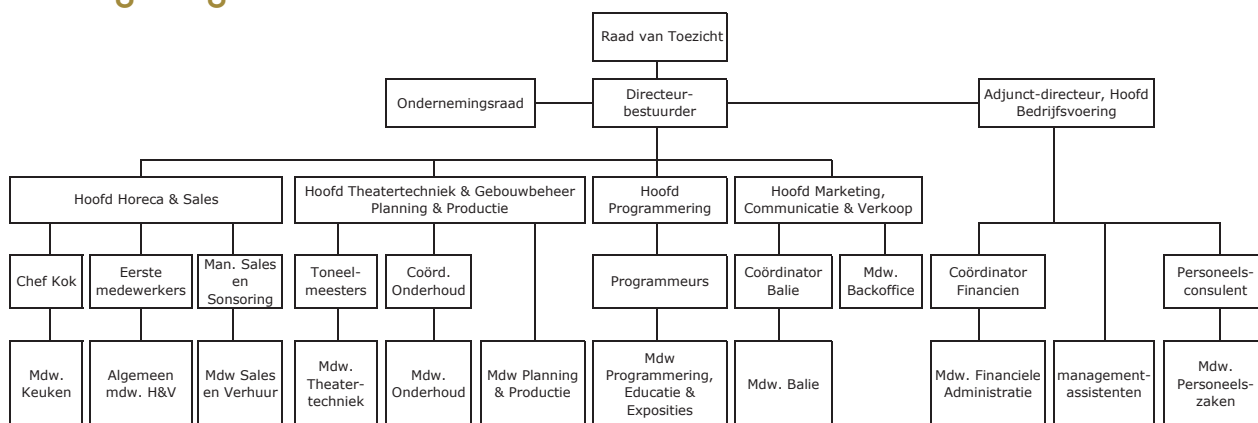 Raad van Toezicht
Ondernemingsraad
Directeur-
bestuurder
Adjunct-directeur, Hoofd
Bedrijfsvoering
Hoofd Horeca & Sales
Hoofd Theatertechniek & Gebouwbeheer
Planning & Productie
Hoofd
Programmering
Hoofd Marketing,
Communicatie & Verkoop
Chef Kok
Eerste
medewerkers
Man. Sales
en
Sonsoring
Toneel-
meesters
Coörd.
Onderhoud
Programmeurs
Coördinator
Balie
Mdw.
Backoffice
Coördinator
Financien
Personeels-
consulent
Mdw.
Keuken
Algemeen
mdw. H&V
Mdw Sales
en Verhuur
Mdw.
Theater-
techniek
Mdw.
Onderhoud
Mdw Planning
& Productie
Mdw
Programmering,
Educatie &
Exposities
Mdw. Balie
Mdw. Financiele
Administratie
management-
assistenten
Mdw.
Personeels-
zaken